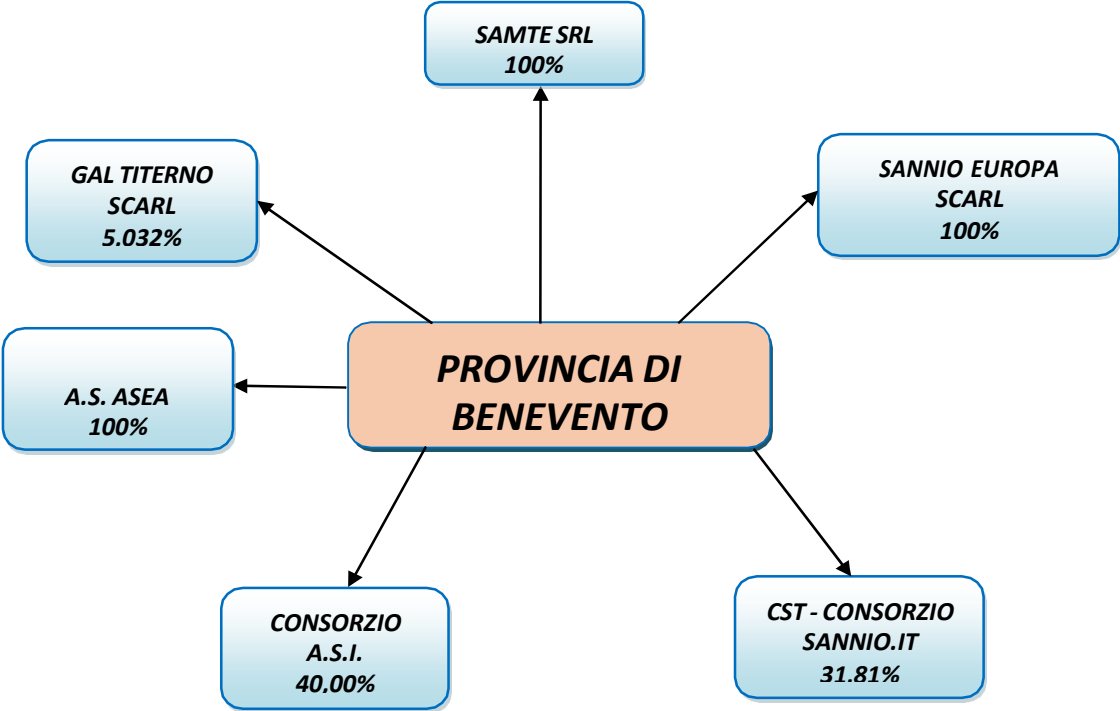 SAMTE SRL
100%
GAL TITERNO
SCARL
5.032%
SANNIO EUROPA
SCARL
100%
A.S. ASEA
100%
PROVINCIA DI
BENEVENTO
CONSORZIO
A.S.I.
40,00%
CST - CONSORZIO
SANNIO.IT
31.81%